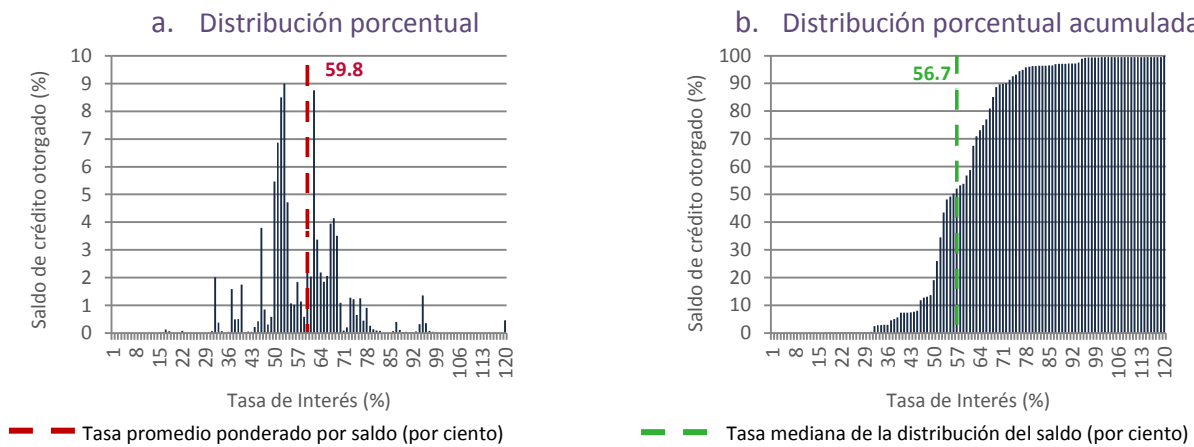 a. Distribución porcentual
Saldo de crédito otorgado (%)
10
9
8
7
6
5
4
3
2
1
0
59.8
1 8 15 22 29 36 43 50 57 64 71 78 85 92 99 106 113 120
Tasa de Interés (%)
Tasa promedio ponderado por saldo (por ciento)
b. Distribución porcentual acumulada
Saldo de crédito otorgado (%)
100
90
80
70
60
50
40
30
20
10
0
56.7
1 8 15 22 29 36 43 50 57 64 71 78 85 92 99 106 113 120
Tasa de Interés (%)
Tasa mediana de la distribución del saldo (por ciento)